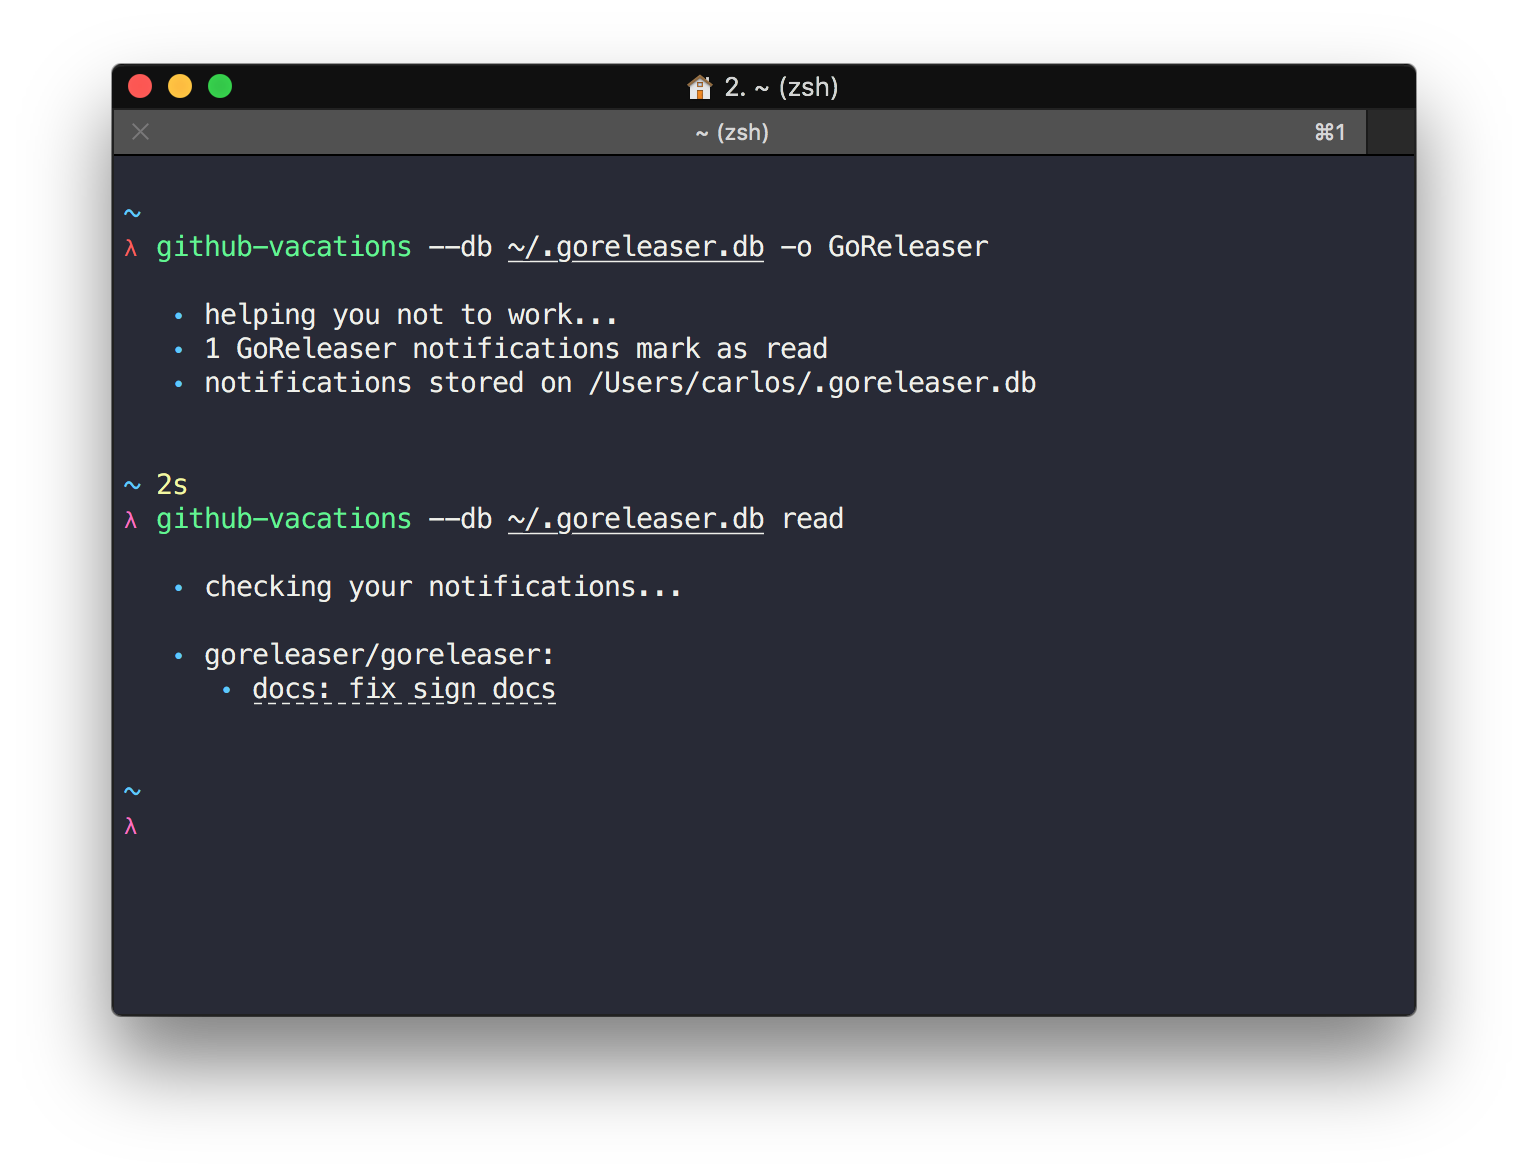 2. ~ (zsh)
~ (zsh) ⌘1
~
λ github-vacations --db ~/.goreleaser.db -o GoReleaser
• helping you not to work...
• 1 GoReleaser notifications mark as read
• notifications stored on /Users/carlos/.goreleaser.db
~ 2s
λ github-vacations --db ~/.goreleaser.db read
• checking your notifications...
• goreleaser/goreleaser:
• docs: fix sign docs
~
λ